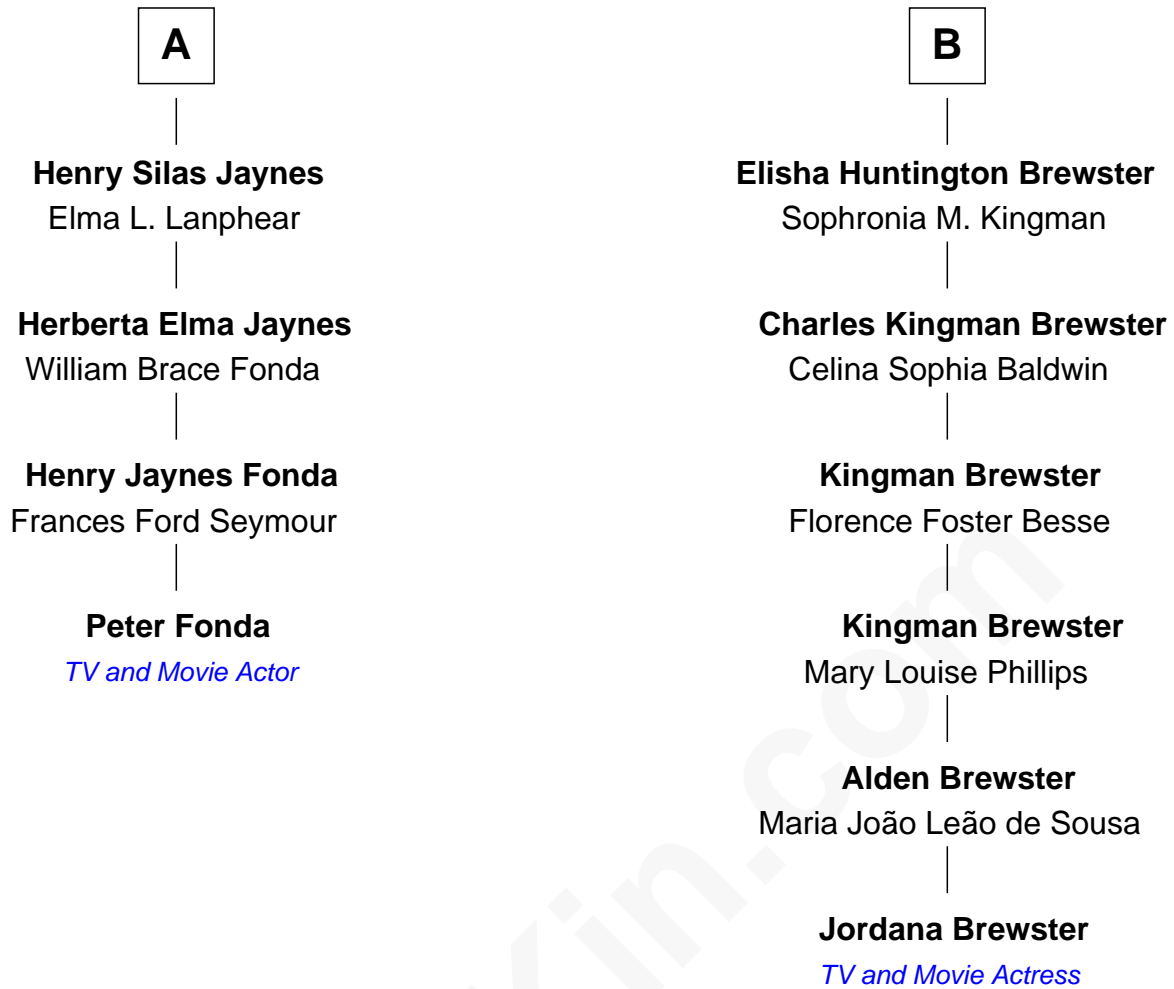 A
Henry Silas Jaynes
Elma L. Lanphear
Herberta Elma Jaynes
William Brace Fonda
Henry Jaynes Fonda
Frances Ford Seymour
Peter Fonda
TV and Movie Actor
B
Elisha Huntington Brewster
Sophronia M. Kingman
Charles Kingman Brewster
Celina Sophia Baldwin
Kingman Brewster
Florence Foster Besse
Kingman Brewster
Mary Louise Phillips
Alden Brewster
Maria João Leão de Sousa
Jordana Brewster
TV and Movie Actress
Kin.com